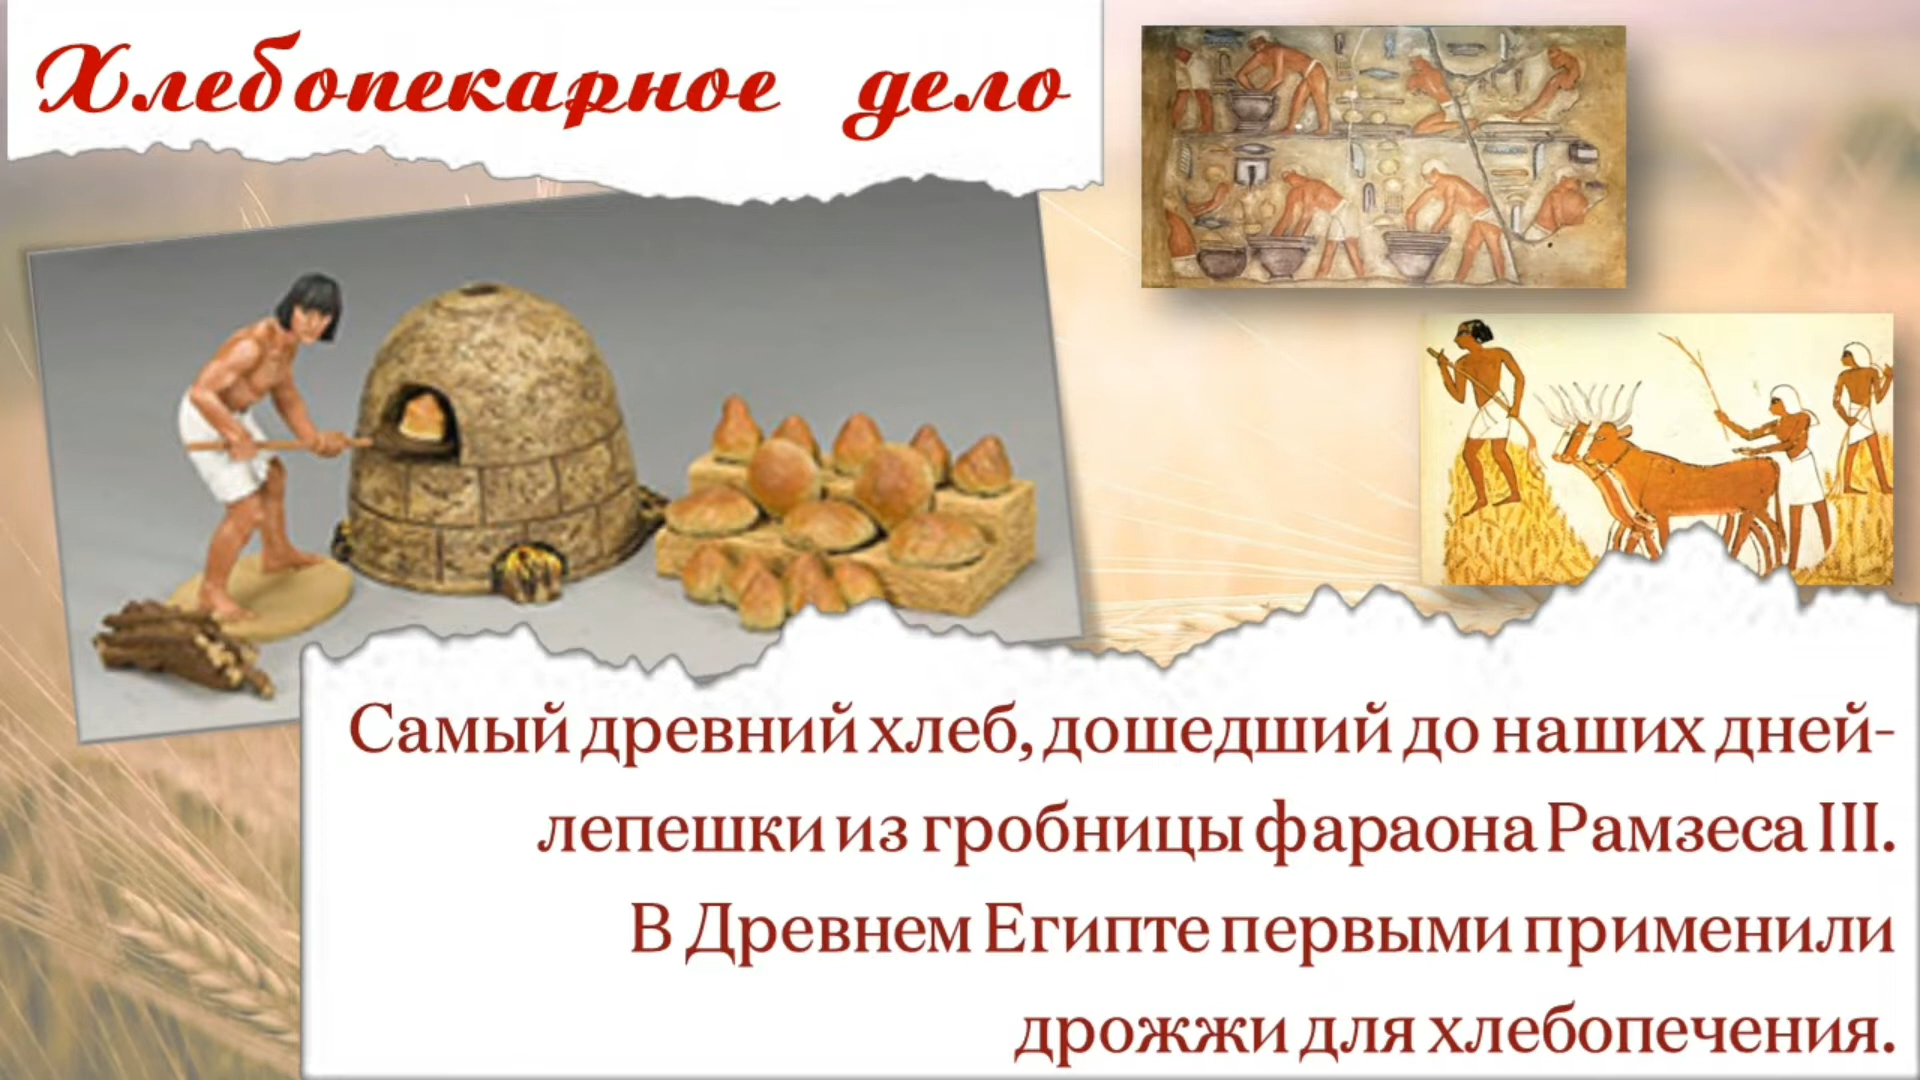 Хлебопекарное дело
Самый древний хлеб, дошедший до наших дней-
лепешки из гробницы фараона Рамзеса III.
В Древнем Египте первыми применили
дрожжи для хлебопечения.